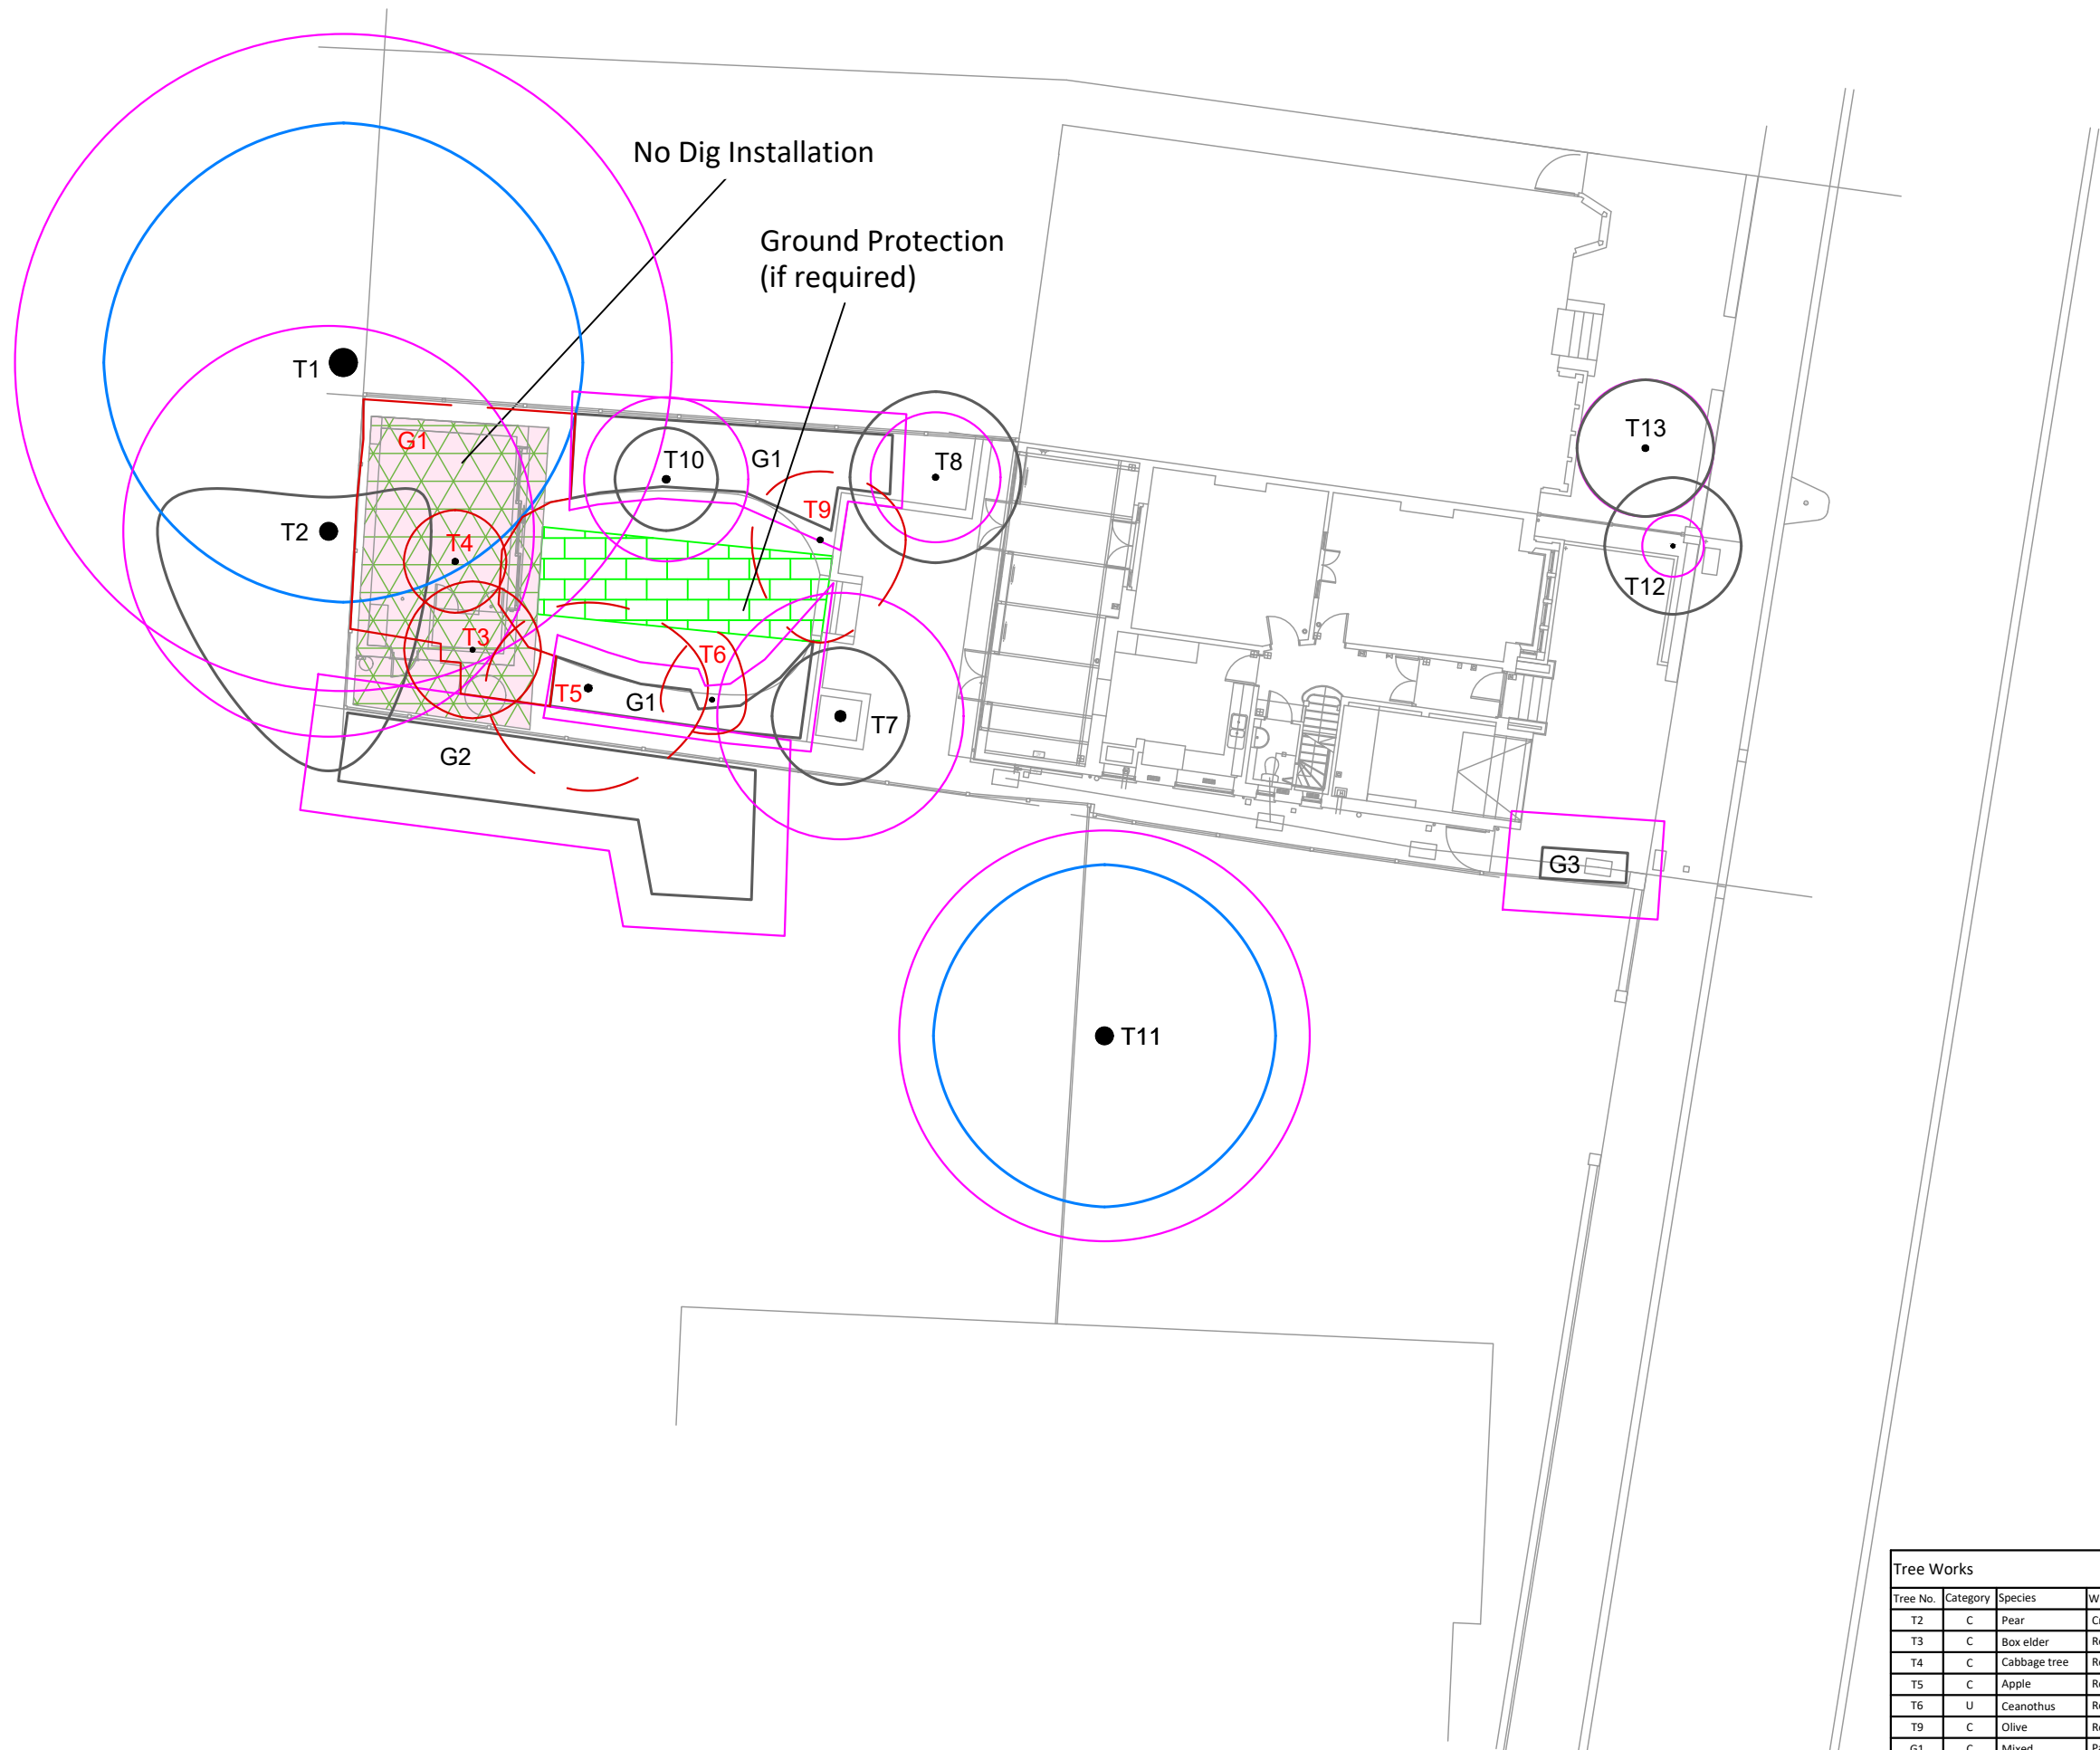 No Dig Installation
Ground Protection
(if required)
T1
G1
T10
G1
T8
T13
T9
T2
T4
T12
T3
T6
T5
G1
T7
G2
G3
T11
Tree Works
Tree No. Category Species
T2 C Pear
T3 C Box elder
T4 C Cabbage tree
T5 C Apple
T6 U Ceanothus
T9 C Olive
G1 C Mixed